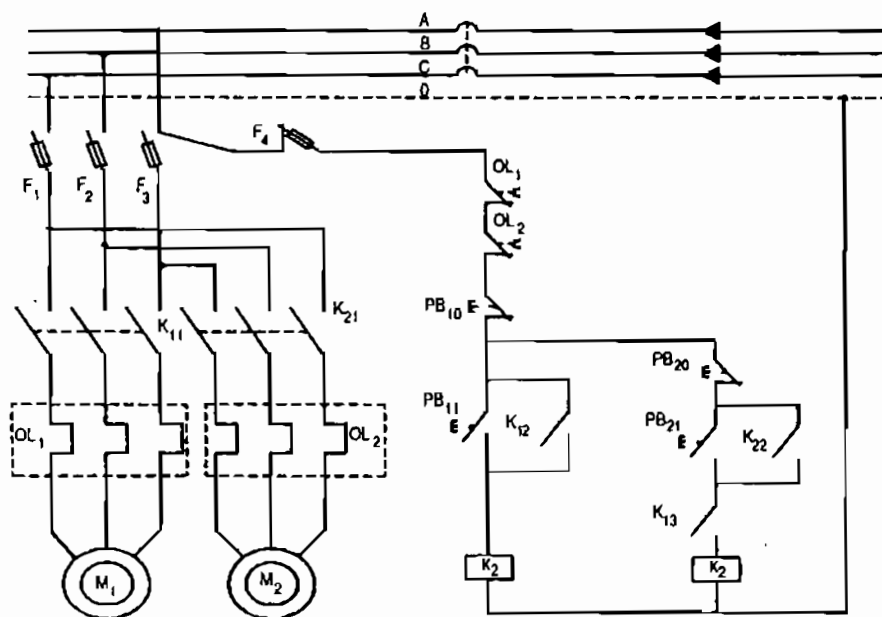 A
B
C
D
F4
F1
F2
F3
OL1
A
OL2
A
PB10 E
K11
K21
PB20
E
PB11
E
K12
PB21
E
K22
OL1
OL2
K13
K2
K2
M1
M2